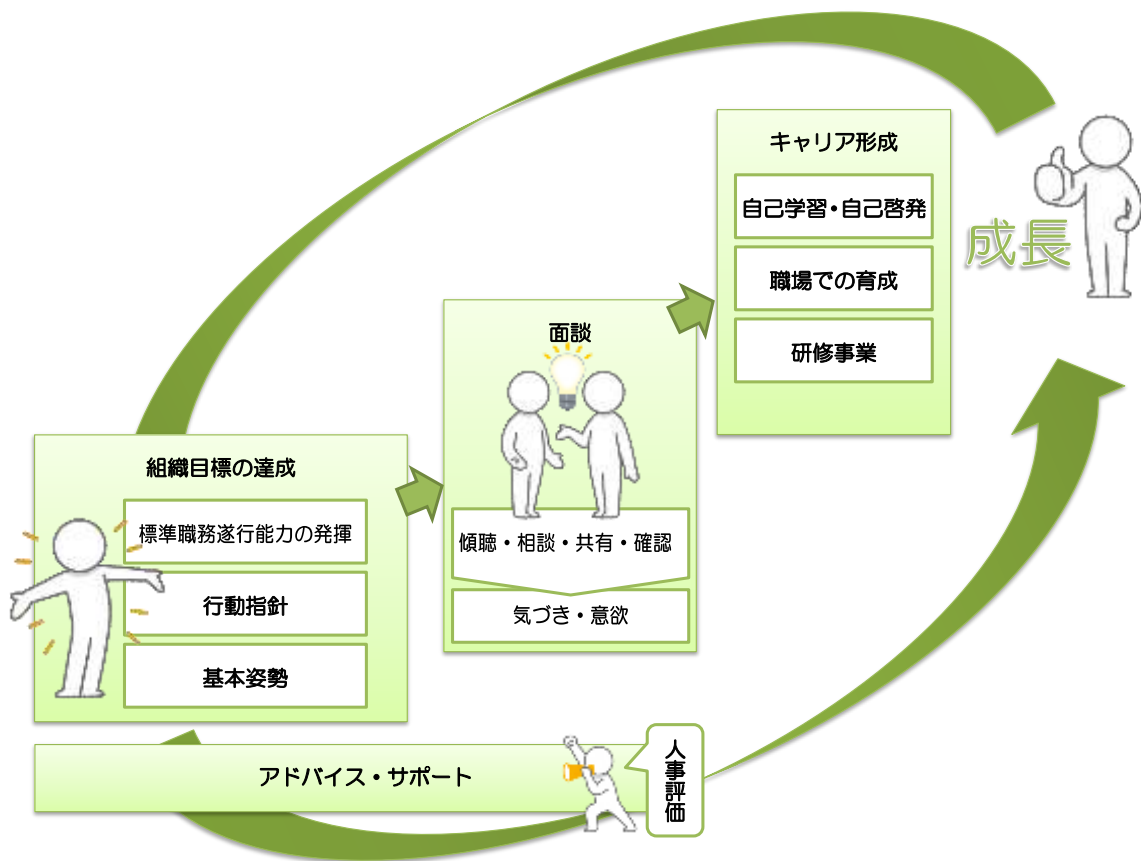 キャリア形成
自己学習・自己啓発
職場での育成
研修事業
成長
面談
傾聴・相談・共有・確認
気づき・意欲
組織目標の達成
標準職務遂行能力の発揮
行動指針
基本姿勢
アドバイス・サポート
人事評価